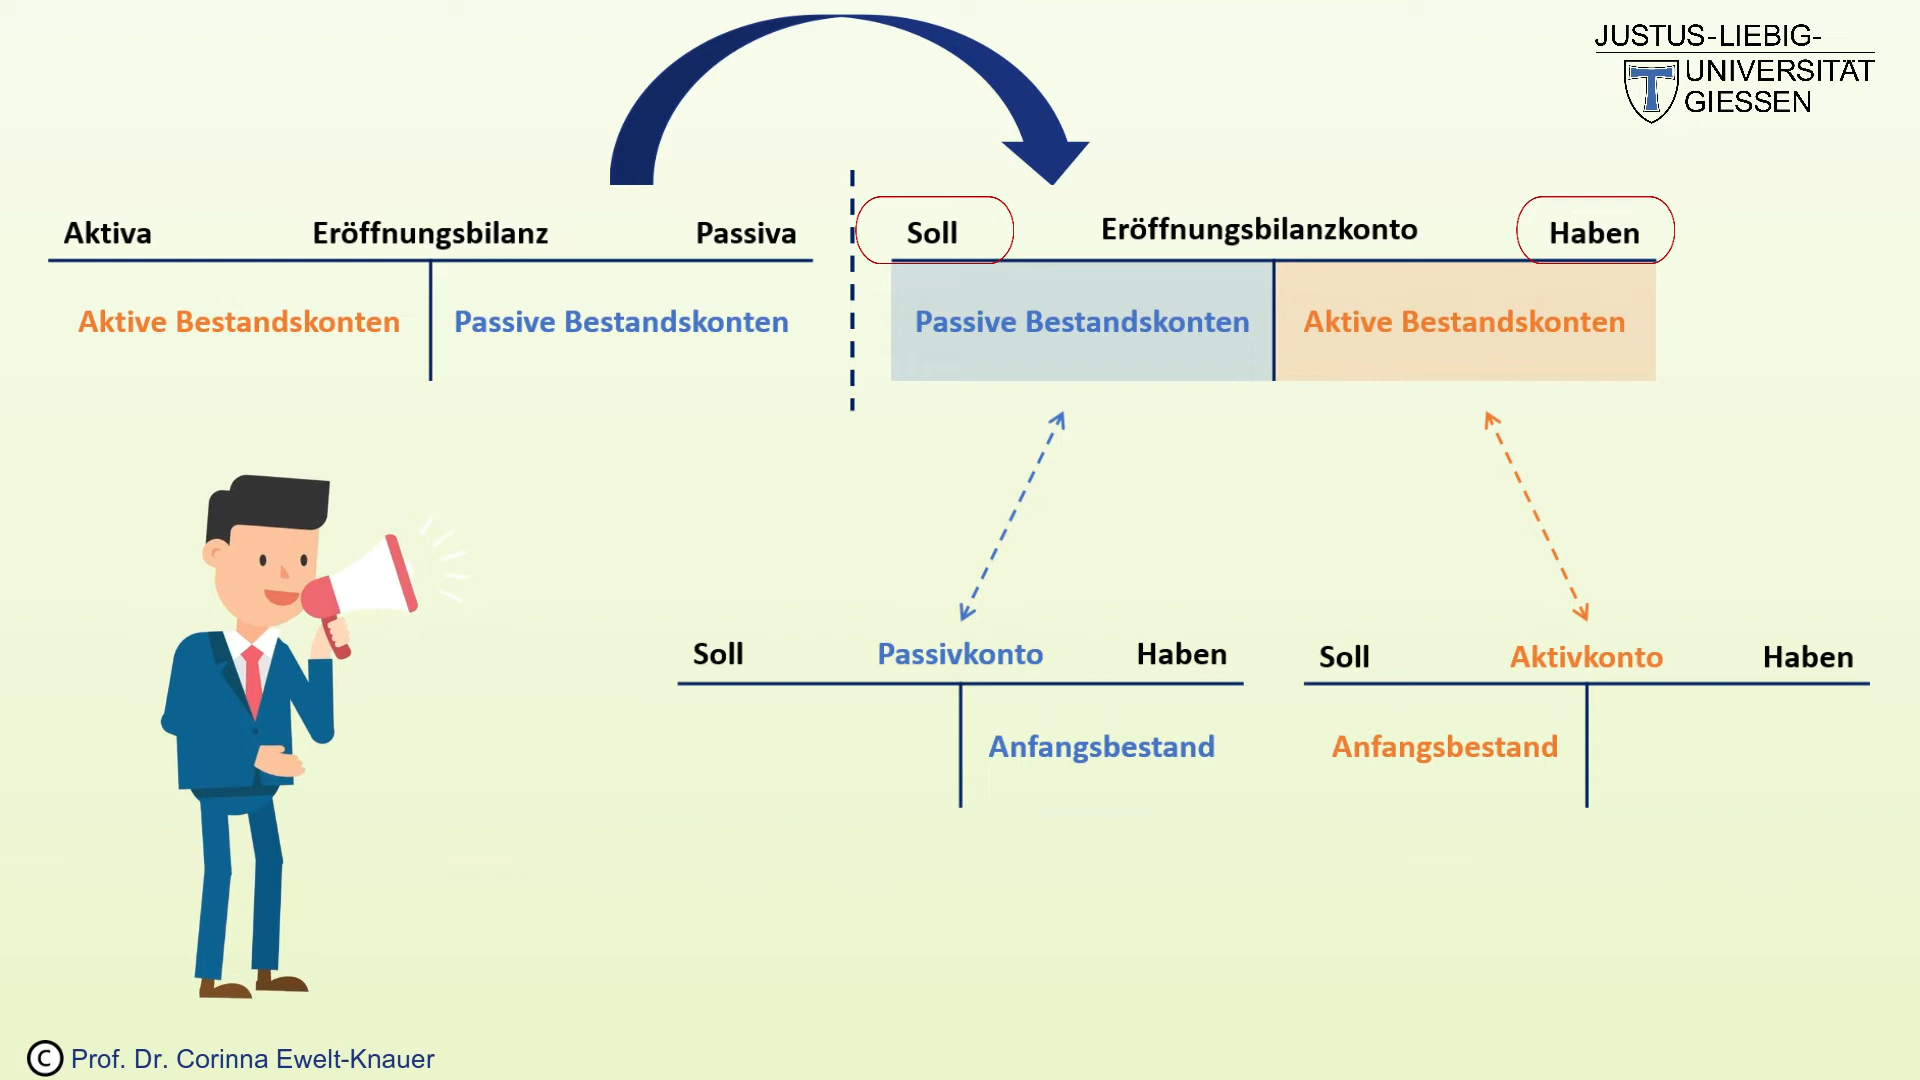 JUSTUS-LIEBIG-
UNIVERSITÄT
GIESSEN
Aktiva Eröffnungsbilanz Passiva
Aktive Bestandskonten Passive Bestandskonten
Soll Eröffnungsbilanzkonto Haben
Passive Bestandskonten Aktive Bestandskonten
Soll Passivkonto Haben
Anfangsbestand
Soll Aktivkonto Haben
Anfangsbestand
© Prof. Dr. Corinna Ewelt-Knauer